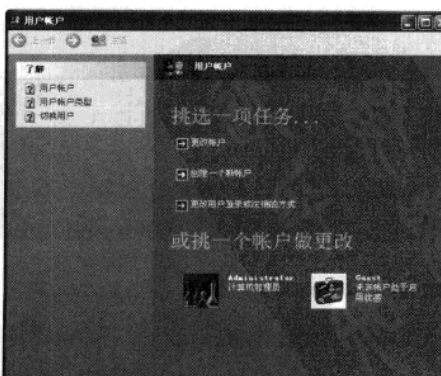 用户帐户
上一步 主页
了解
用户帐户
用户帐户类型
切换用户
用户帐户
挑选一项任务...
更改帐户
创建一个新帐户
更改用户登录或注销的方式
或挑一个帐户做更改
Administrator
计算机管理员
Guest
来宾帐户处于启
用状态